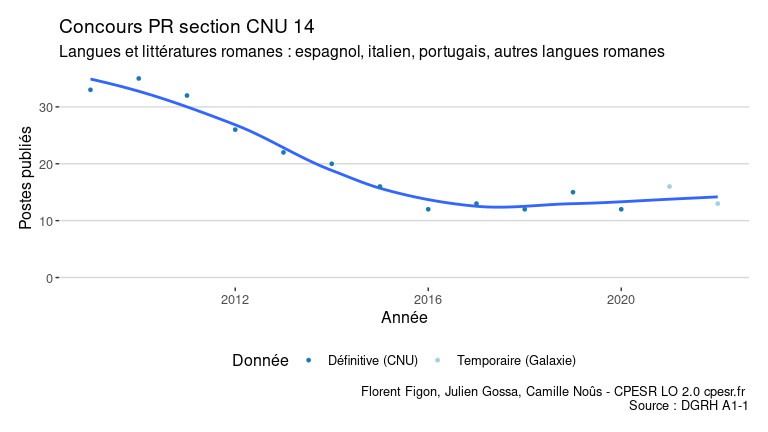 Concours PR section CNU 14
Langues et littératures romanes : espagnol, italien, portugais, autres langues romanes
Postes publiés
30
20
10
0
2012
2016
2020
Année
Donnée
Définitive (CNU)
Temporaire (Galaxie)
Florent Figon, Julien Gossa, Camille Noûs - CPESR LO 2.0 cpesr.fr
Source : DGRH A1-1